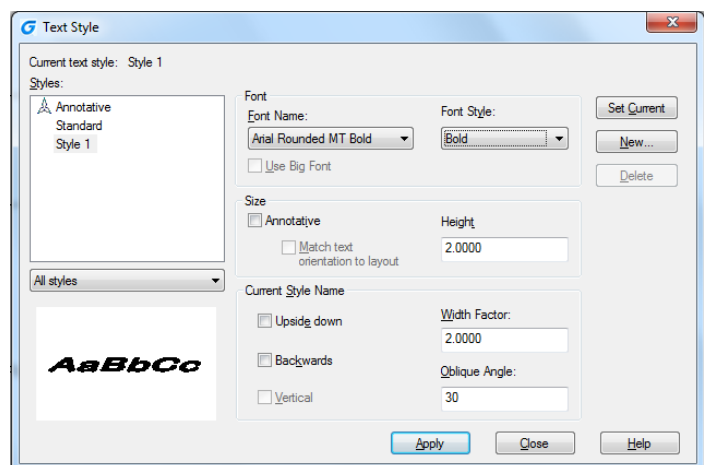 Text Style
Current text style: Style 1
Styles:
Annotative
Standard
Style 1
All styles
AaBbCc
Font
Font Name:
Font Style:
Arial Rounded MT Bold
Bold
Use Big Font
Size
Annotative
Match text
orientation to layout
Height
2.0000
Current Style Name
Upside down
Backwards
Vertical
Width Factor:
2.0000
Oblique Angle:
30
Set Current
New...
Delete
Apply
Close
Help